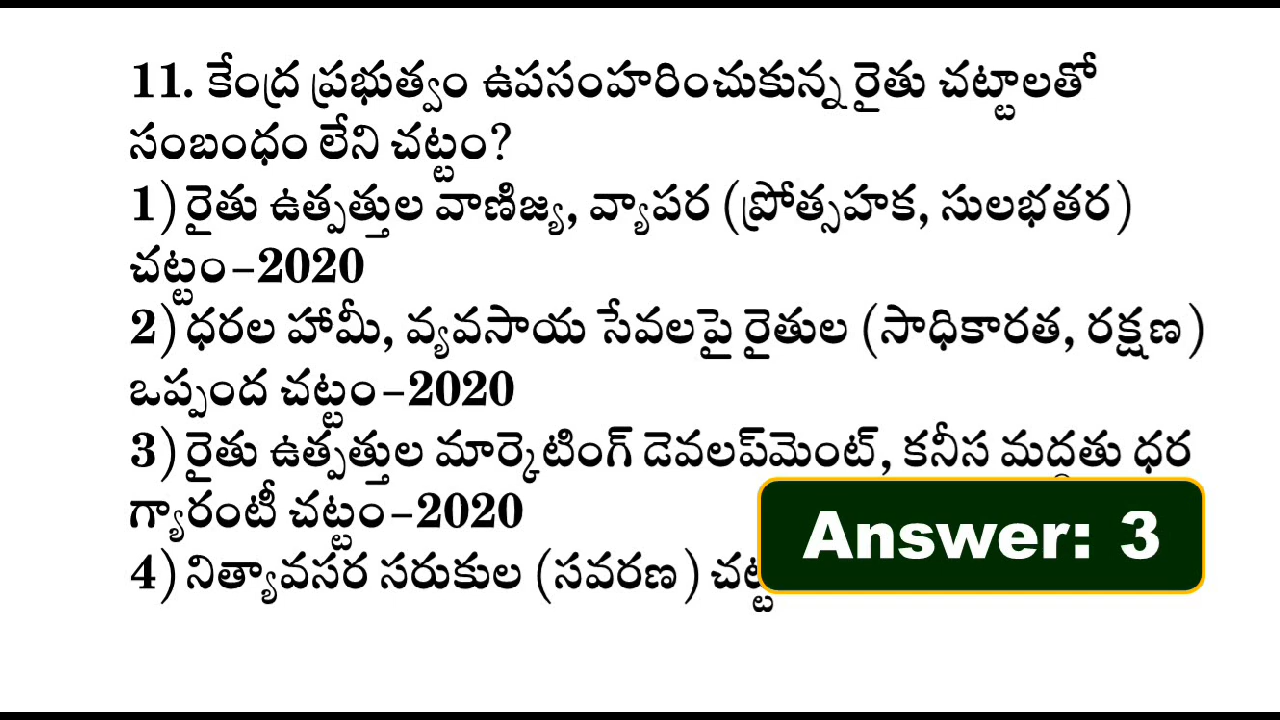 11. కేంద్ర ప్రభుత్వం ఉపసంహరించుకున్న రైతు చట్టాలతో
సంబంధం లేని చట్టం?
1) రైతు ఉత్పత్తుల వాణిజ్య, వ్యాపర (ప్రోత్సహక, సులభతర)
చట్టం-2020
2) ధరల హామీ, వ్యవసాయ సేవలపై రైతుల (సాధికారత, రక్షణ)
ఒప్పంద చట్టం-2020
3) రైతు ఉత్పత్తుల మార్కెటింగ్ డెవలప్‌మెంట్, కనీస మద్దతు ధర
గ్యారంటీ చట్టం-2020
4) నిత్యావసర సరుకుల (సవరణ)
Answer: 3